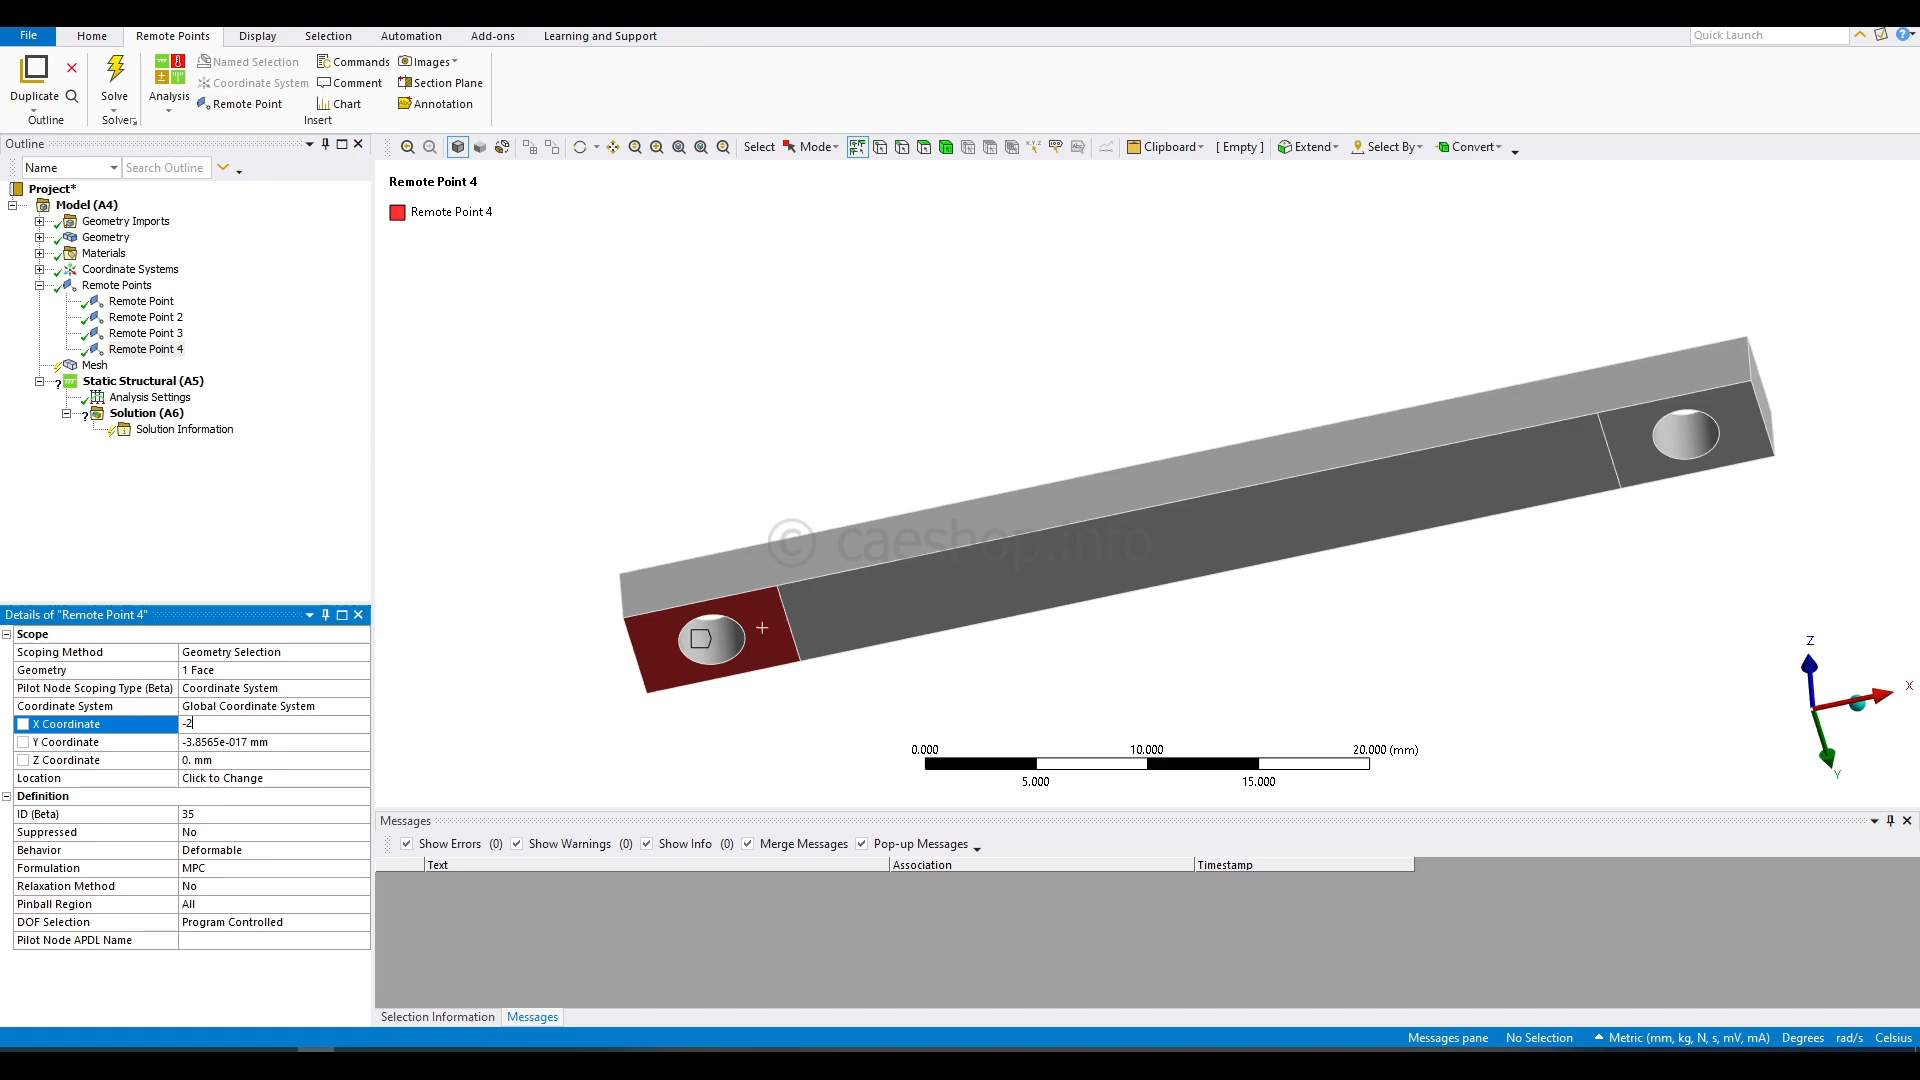 File Home Remote Points Display Selection Automation Add-ons Learning and Support Quick Launch
Duplicate
Outline
Solve
Solver
Analysis
Named Selection
Coordinate System
Remote Point
Commands
Comment
Chart
Images
Section Plane
Annotation
Insert
Outline
Name Search Outline
Select Mode Clipboard [ Empty ] Extend Select By Convert
Project*
Model (A4)
Geometry Imports
Geometry
Materials
Coordinate Systems
Remote Points
Remote Point
Remote Point 2
Remote Point 3
Remote Point 4
Mesh
Static Structural (A5)
Analysis Settings
Solution (A6)
Solution Information
Remote Point 4
Remote Point 4
© caeshop.info
Z
X
Y
0.000 10.000 20.000 (mm)
5.000 15.000
Details of "Remote Point 4"
Scope
Scoping Method Geometry Selection
Geometry 1 Face
Pilot Node Scoping Type (Beta) Coordinate System
Coordinate System Global Coordinate System
X Coordinate -2
Y Coordinate -3.8565e-017 mm
Z Coordinate 0. mm
Location Click to Change
Definition
ID (Beta) 35
Suppressed No
Behavior Deformable
Formulation MPC
Relaxation Method No
Pinball Region All
DOF Selection Program Controlled
Pilot Node APDL Name
Messages
Show Errors (0) Show Warnings (0) Show Info (0) Merge Messages Pop-up Messages
Text Association Timestamp
Selection Information Messages
Messages pane No Selection Metric (mm, kg, N, s, mV, mA) Degrees rad/s Celsius